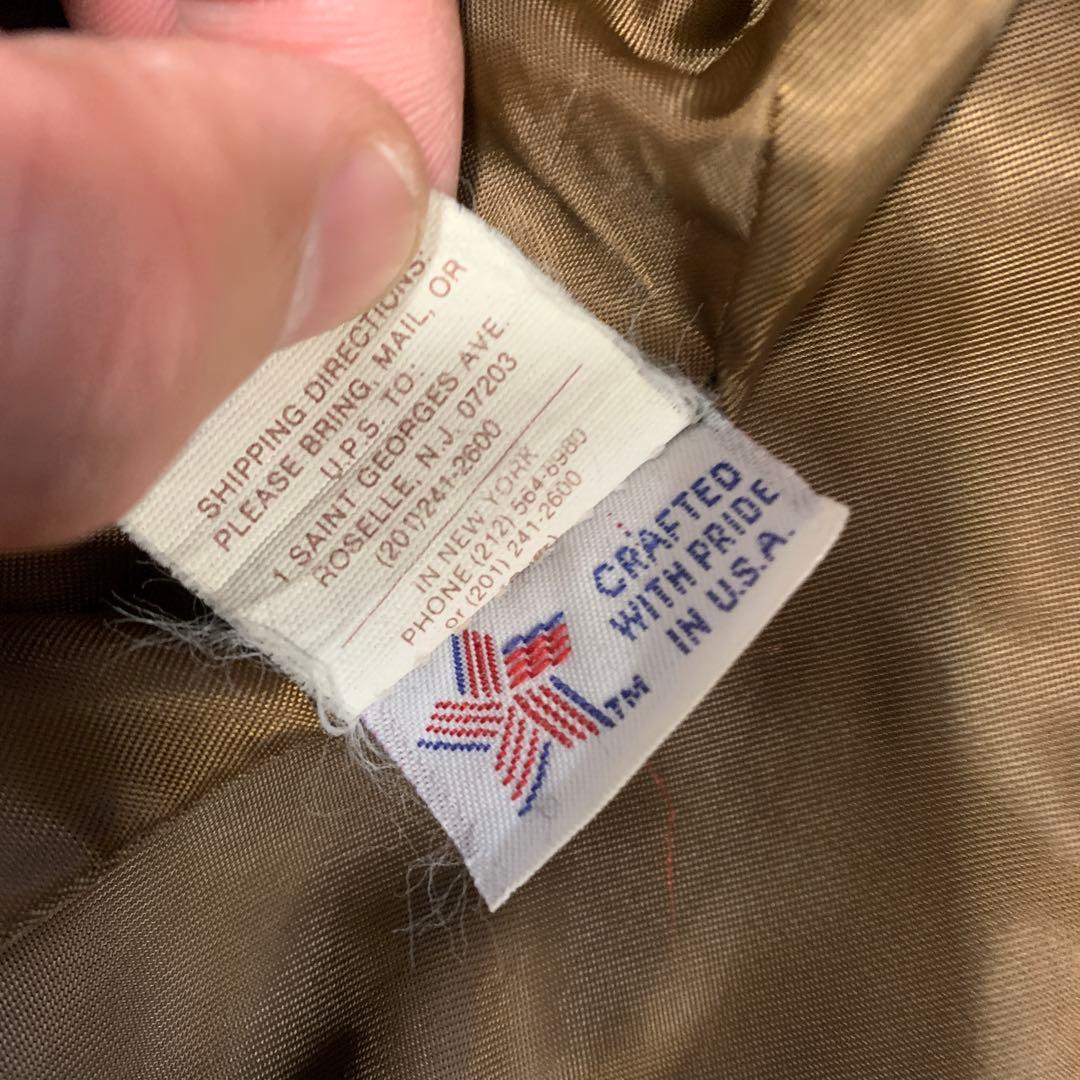 SHIPPING DIRECTIONS:
PLEASE BRING, MAIL, OR
U.P.S. TO:
1 SAINT GEORGES AVE.
ROSELLE, N.J. 07203
(201)241-2600
IN NEW YORK
PHONE (212) 564-8980
or (201) 241-2600
CRAFTED
WITH PRIDE
IN U.S.A.
TM